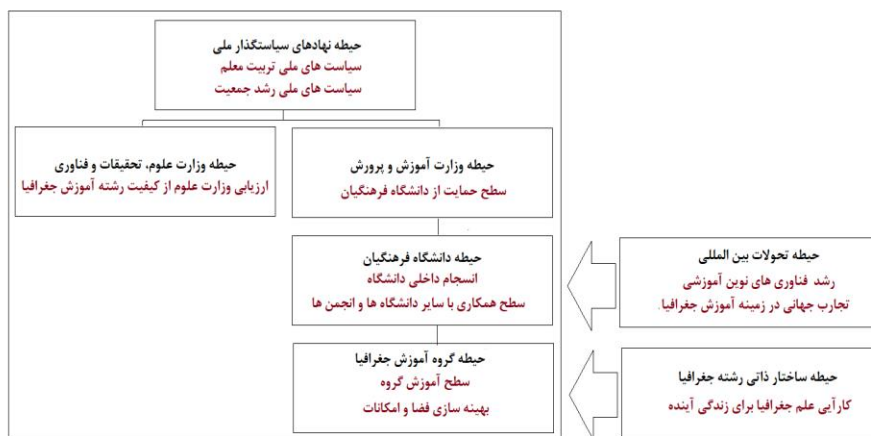 حیطه نهادهای سیاستگذار ملی
سیاست های ملی تربیت معلم
سیاست های ملی رشد جمعیت
حیطه وزارت آموزش و پرورش
سطح حمایت از دانشگاه فرهنگیان
حیطه وزارت علوم، تحقیقات و فناوری
ارزیابی وزارت علوم از کیفیت رشته آموزش جغرافیا
حیطه دانشگاه فرهنگیان
انسجام داخلی دانشگاه
سطح همکاری با سایر دانشگاه ها و انجمن ها
حیطه تحولات بین المللی
رشد فناوری های نوین آموزشی
تجارب جهانی در زمینه آموزش جغرافیا.
حیطه گروه آموزش جغرافیا
سطح آموزش گروه
بهینه سازی فضا و امکانات
حیطه ساختار ذاتی رشته جغرافیا
کارآیی علم جغرافیا برای زندگی آینده